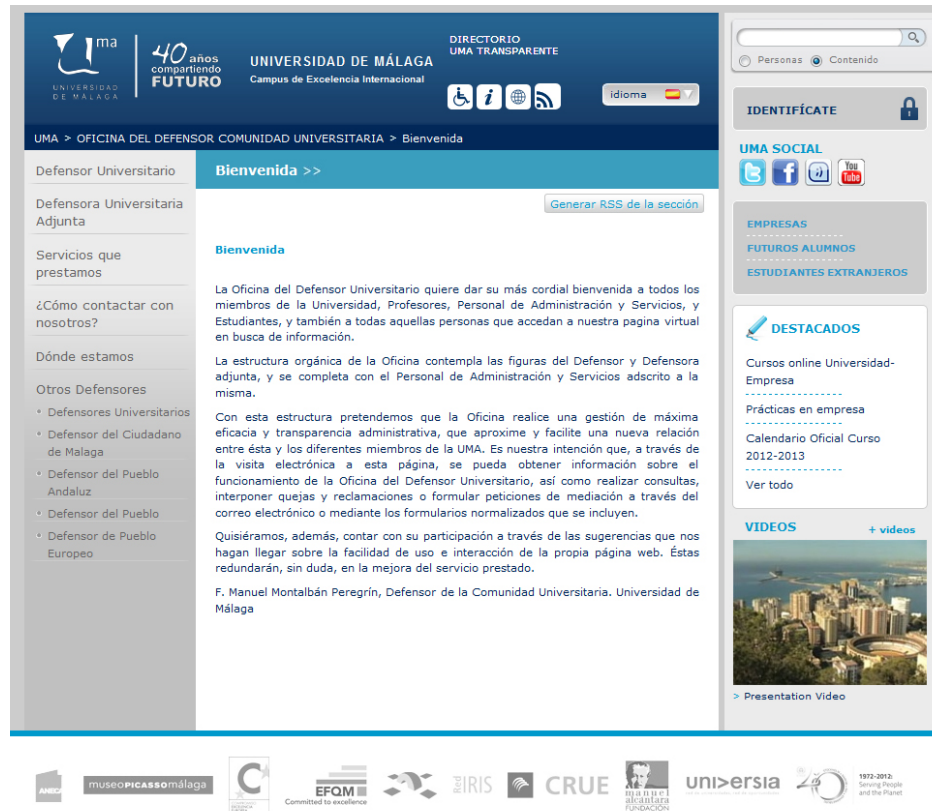 uma
UNIVERSIDAD
DE MÁLAGA
40 años
compartiendo
FUTURO
UNIVERSIDAD DE MÁLAGA
Campus de Excelencia Internacional
DIRECTORIO
UMA TRANSPARENTE
idioma
Personas Contenido
IDENTIFÍCATE
UMA > OFICINA DEL DEFENSOR COMUNIDAD UNIVERSITARIA > Bienvenida
Defensor Universitario
Defensora Universitaria
Adjunta
Servicios que
prestamos
¿Cómo contactar con
nosotros?
Dónde estamos
Otros Defensores
Defensores Universitarios
Defensor del Ciudadano
de Malaga
Defensor del Pueblo
Andaluz
Defensor del Pueblo
Defensor de Pueblo
Europeo
Bienvenida >>
Generar RSS de la sección
Bienvenida
La Oficina del Defensor Universitario quiere dar su más cordial bienvenida a todos los
miembros de la Universidad, Profesores, Personal de Administración y Servicios, y
Estudiantes, y también a todas aquellas personas que accedan a nuestra pagina virtual
en busca de información.
La estructura orgánica de la Oficina contempla las figuras del Defensor y Defensora
adjunta, y se completa con el Personal de Administración y Servicios adscrito a la
misma.
Con esta estructura pretendemos que la Oficina realice una gestión de máxima
eficacia y transparencia administrativa, que aproxime y facilite una nueva relación
entre ésta y los diferentes miembros de la UMA. Es nuestra intención que, a través de
la visita electrónica a esta página, se pueda obtener información sobre el
funcionamiento de la Oficina del Defensor Universitario, así como realizar consultas,
interponer quejas y reclamaciones o formular peticiones de mediación a través del
correo electrónico o mediante los formularios normalizados que se incluyen.
Quisiéramos, además, contar con su participación a través de las sugerencias que nos
hagan llegar sobre la facilidad de uso e interacción de la propia página web. Éstas
redundarán, sin duda, en la mejora del servicio prestado.
F. Manuel Montalbán Peregrín, Defensor de la Comunidad Universitaria. Universidad de
Málaga
UMA SOCIAL
You
Tube
EMPRESAS
FUTUROS ALUMNOS
ESTUDIANTES EXTRANJEROS
DESTACADOS
Cursos online Universidad-
Empresa
Prácticas en empresa
Calendario Oficial Curso
2012-2013
Ver todo
VIDEOS
+ videos
> Presentation Video
ANECA
museoPICASSOmálaga
EFQM
Committed to excellence
Red IRIS
CRUE
manuel
alcántara
FUNDACIÓN
uni>ersia
40
1972-2012:
Serving People
and the Planet